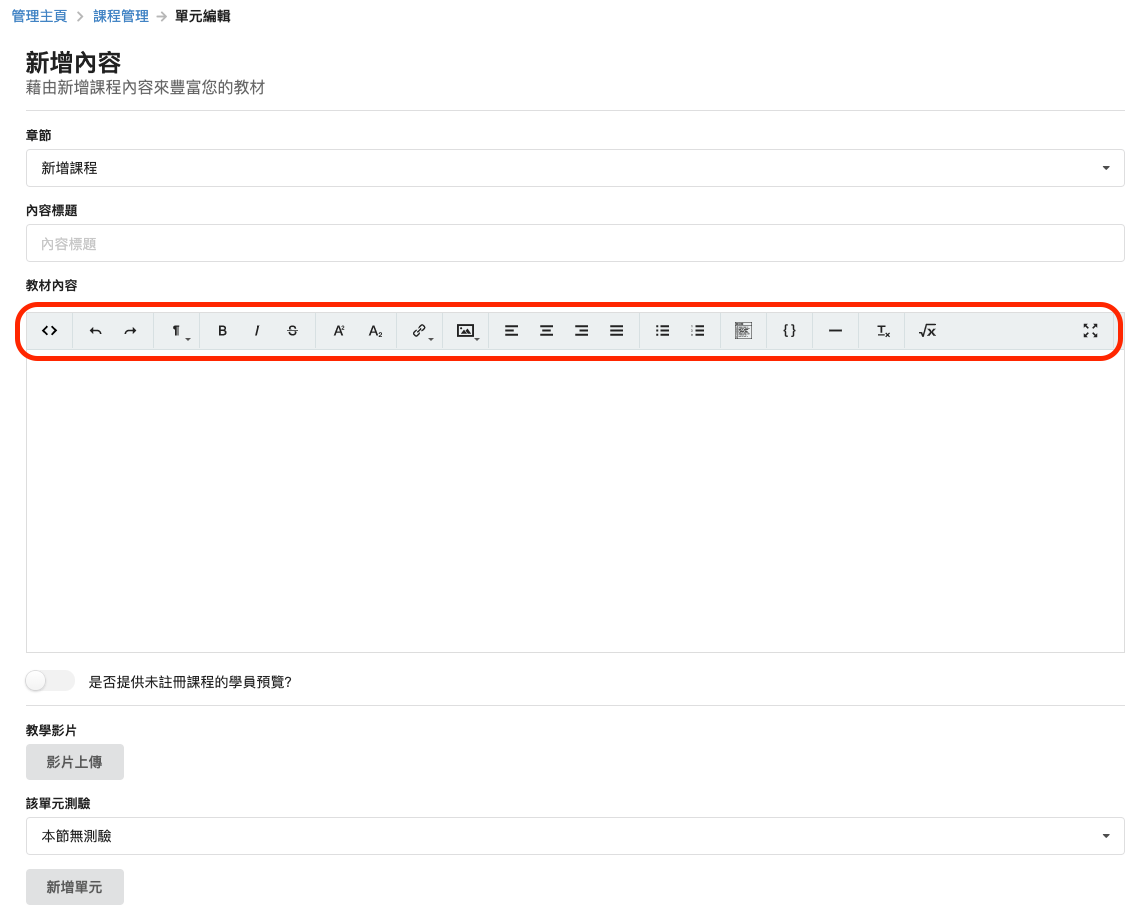 管理主頁 > 課程管理 → 單元編輯
新增內容
藉由新增課程內容來豐富您的教材
章節
新增課程
內容標題
內容標題
教材內容
<> ¶ B I S A² A₂ {} — Tx √x
是否提供未註冊課程的學員預覽?
教學影片
影片上傳
該單元測驗
本節無測驗
新增單元